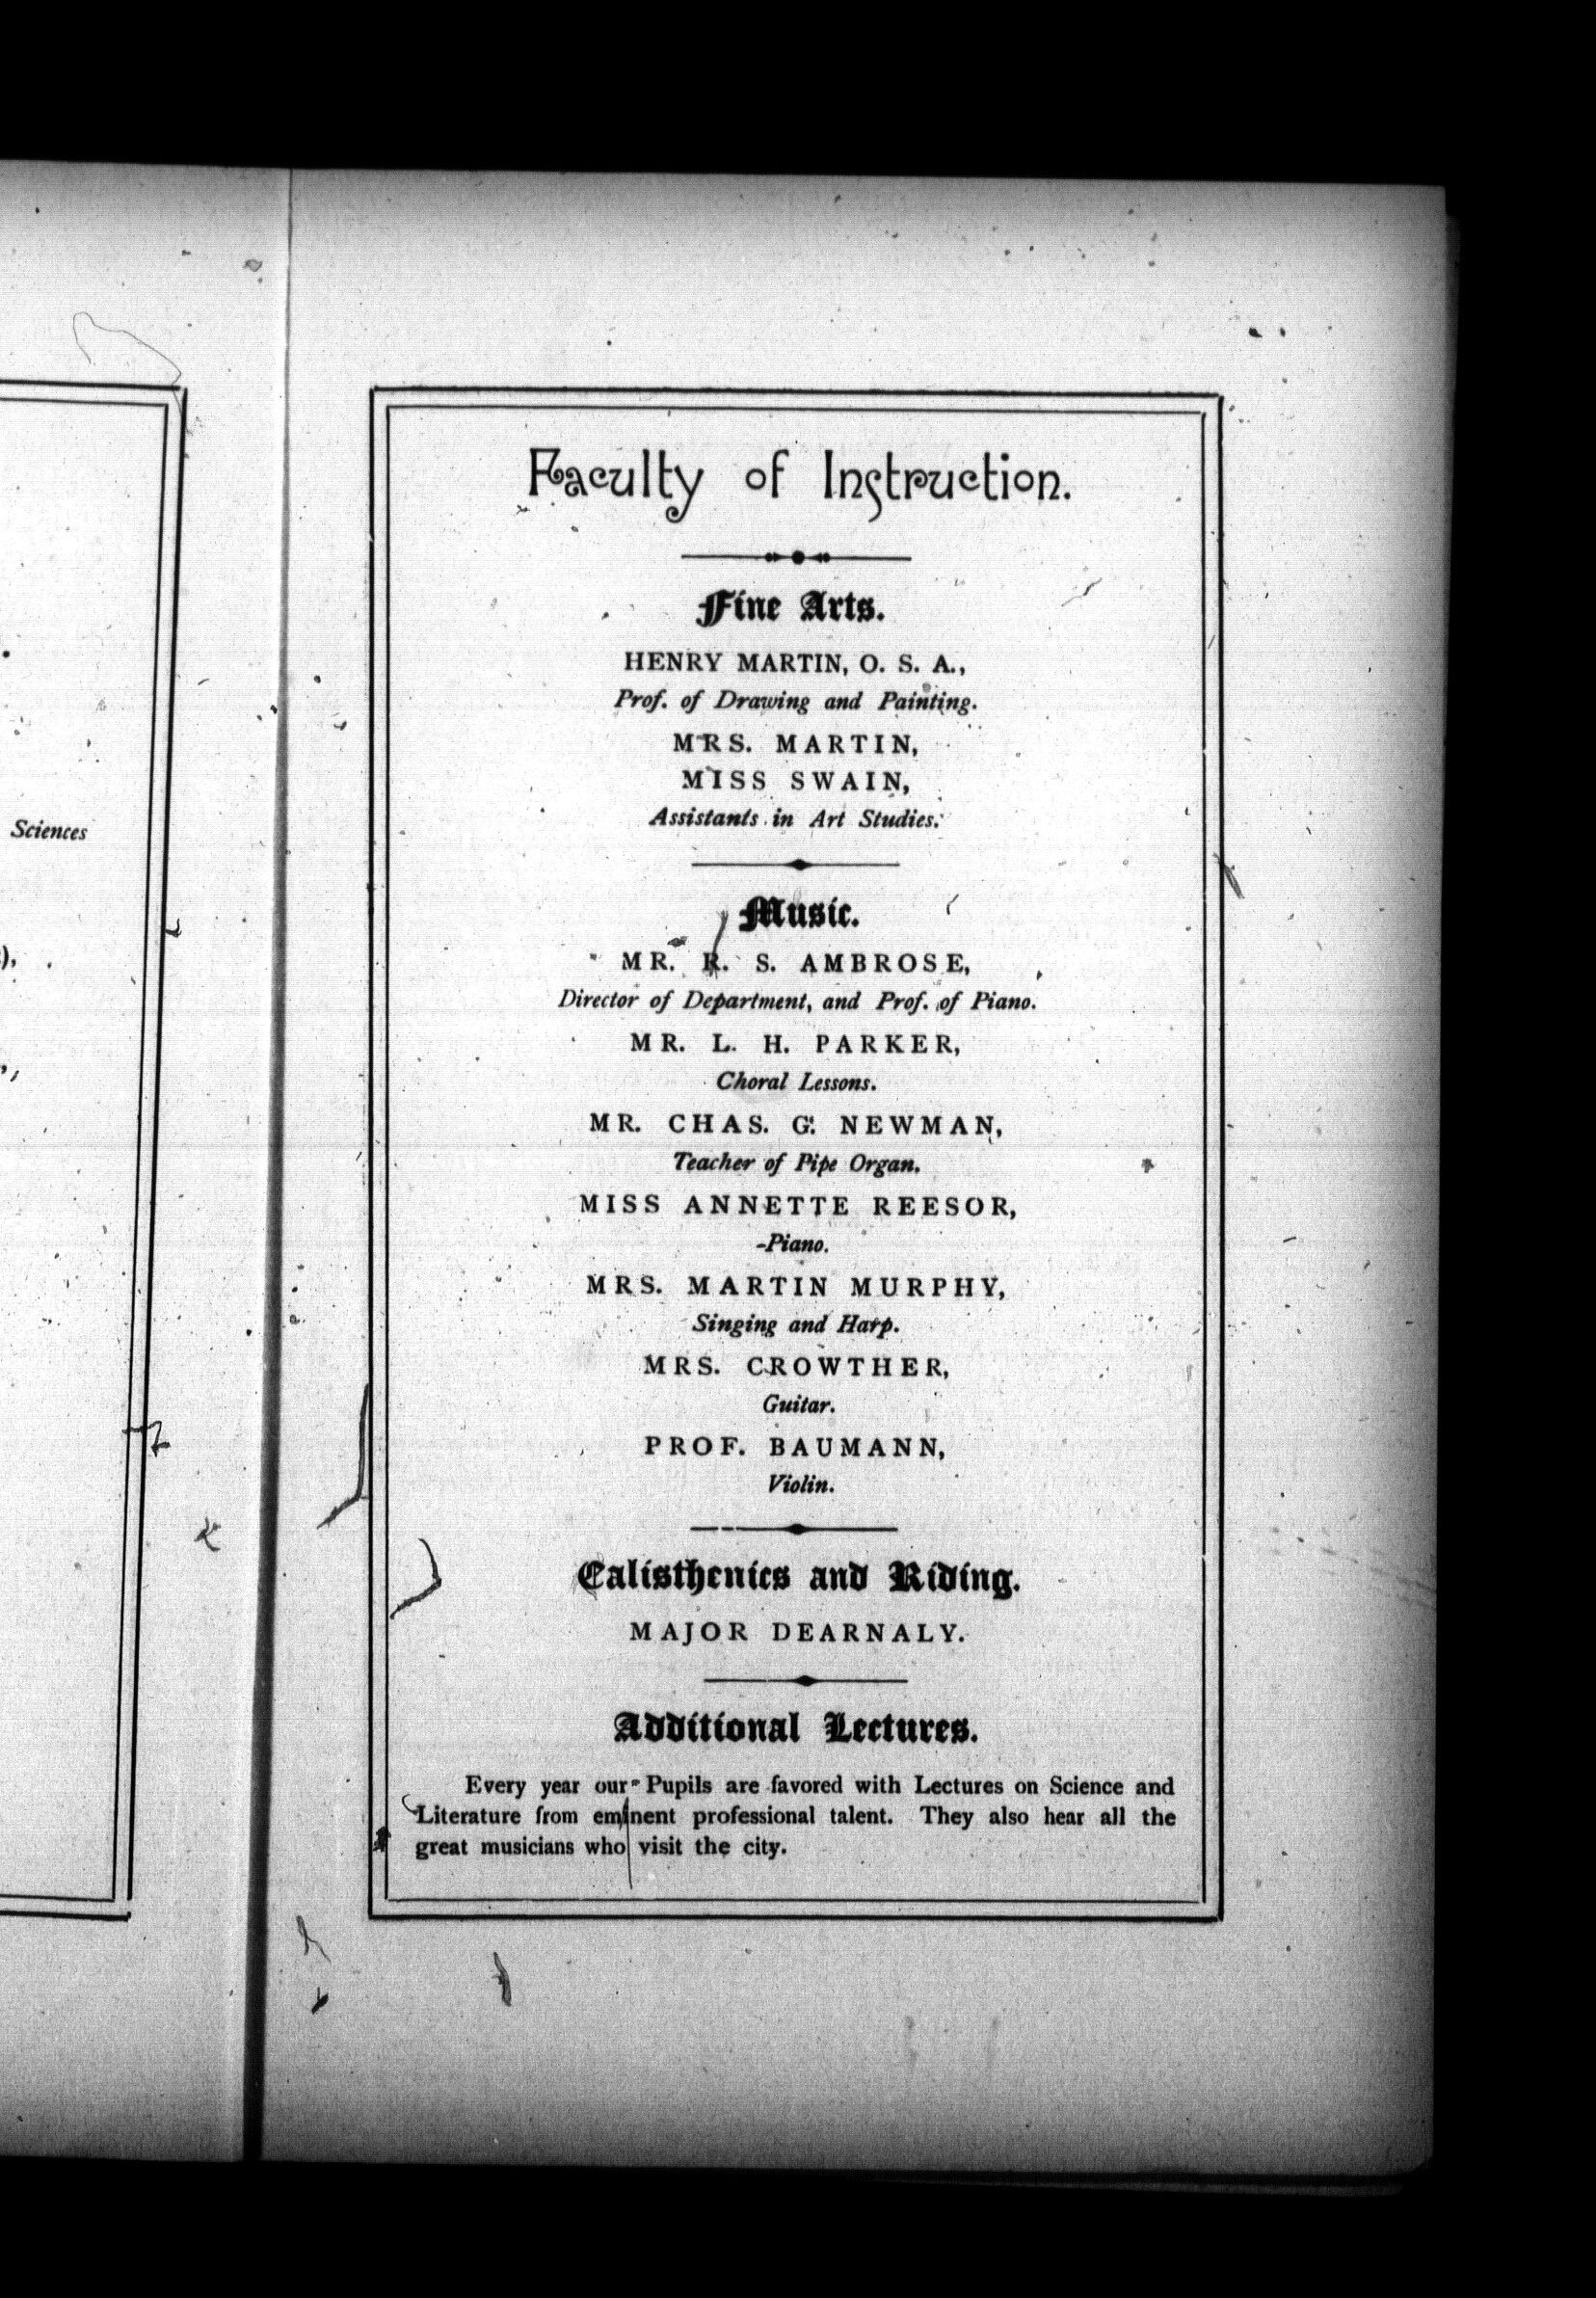 Sciences
),
Faculty of Instruction.
Fine Arts.
HENRY MARTIN, O. S. A.,
Prof. of Drawing and Painting.
MRS. MARTIN,
MISS SWAIN,
Assistants in Art Studies.
Music.
MR. R. S. AMBROSE,
Director of Department, and Prof. of Piano.
MR. L. H. PARKER,
Choral Lessons.
MR. CHAS. G. NEWMAN,
Teacher of Pipe Organ.
MISS ANNETTE REESOR,
Piano.
MRS. MARTIN MURPHY,
Singing and Harp.
MRS. CROWTHER,
Guitar.
PROF. BAUMANN,
Violin.
Calisthenics and Riding.
MAJOR DEARNALY.
Additional Lectures.
Every year our Pupils are favored with Lectures on Science and
Literature from eminent professional talent. They also hear all the
great musicians who visit the city.